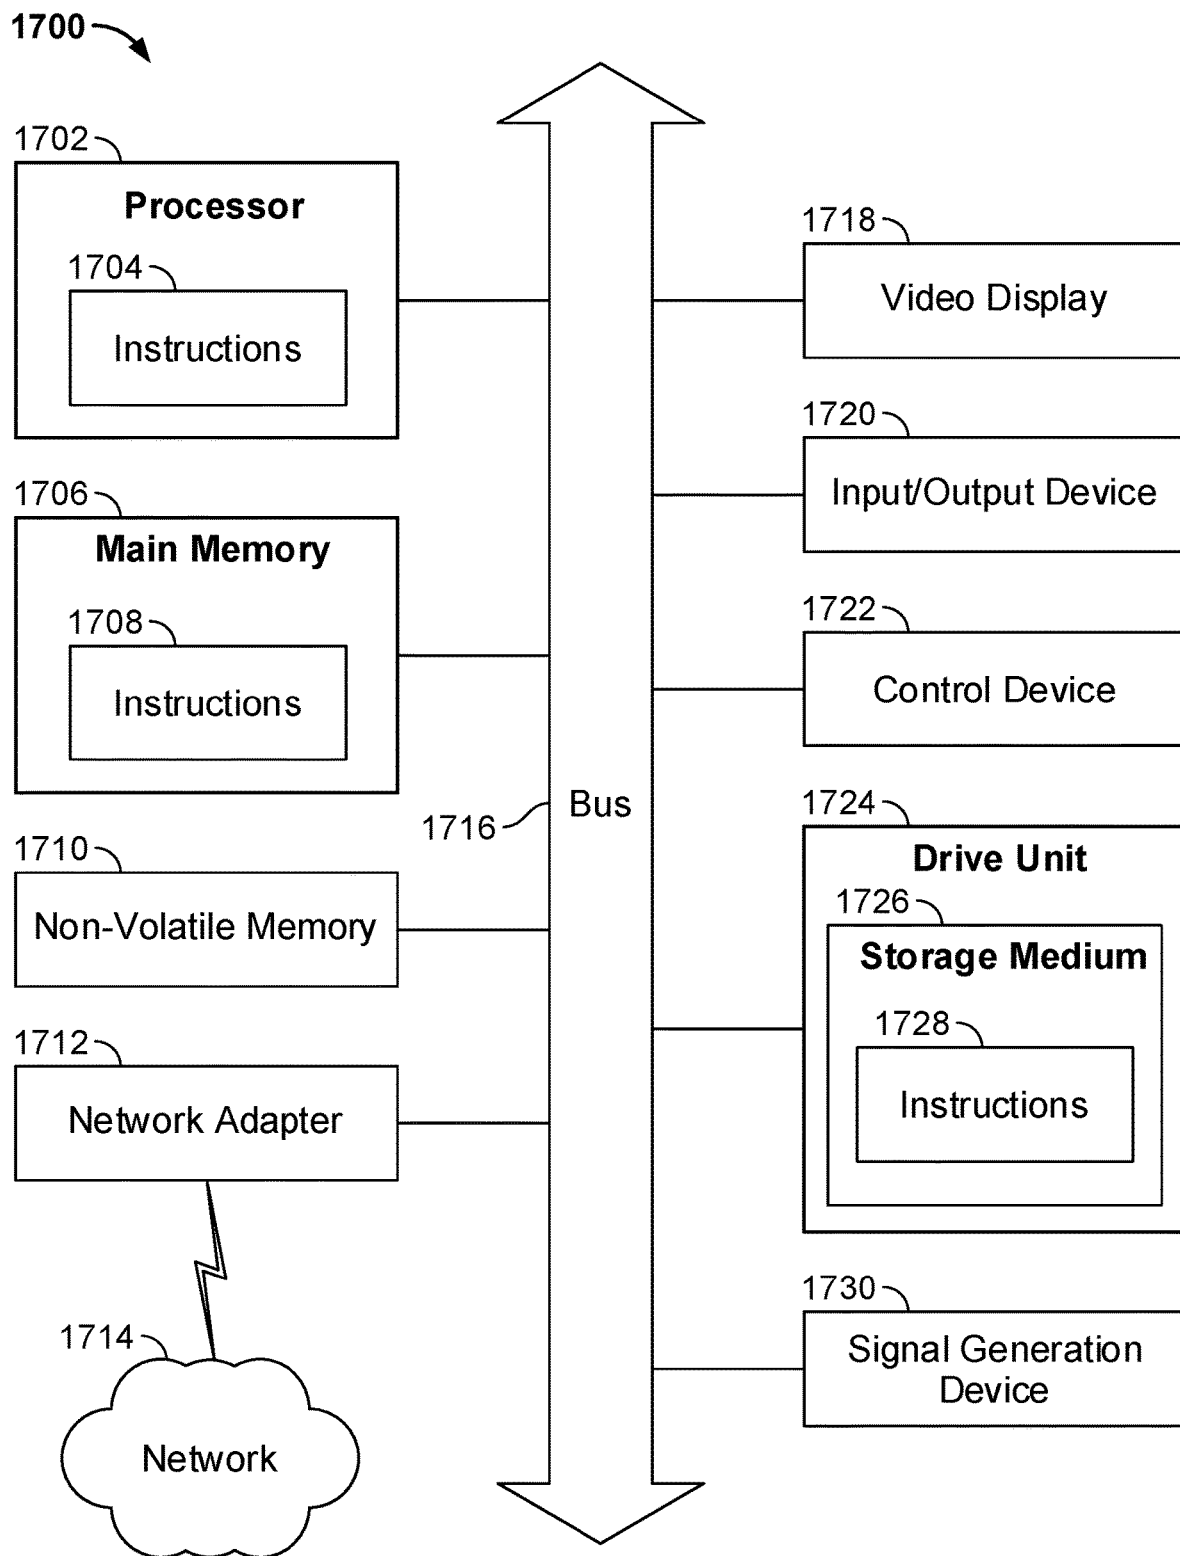 1700
1702
Processor
1704
Instructions
1706
Main Memory
1708
Instructions
1710
Non-Volatile Memory
1712
Network Adapter
1714
Network
1716
Bus
1718
Video Display
1720
Input/Output Device
1722
Control Device
1724
Drive Unit
1726
Storage Medium
1728
Instructions
1730
Signal Generation
Device